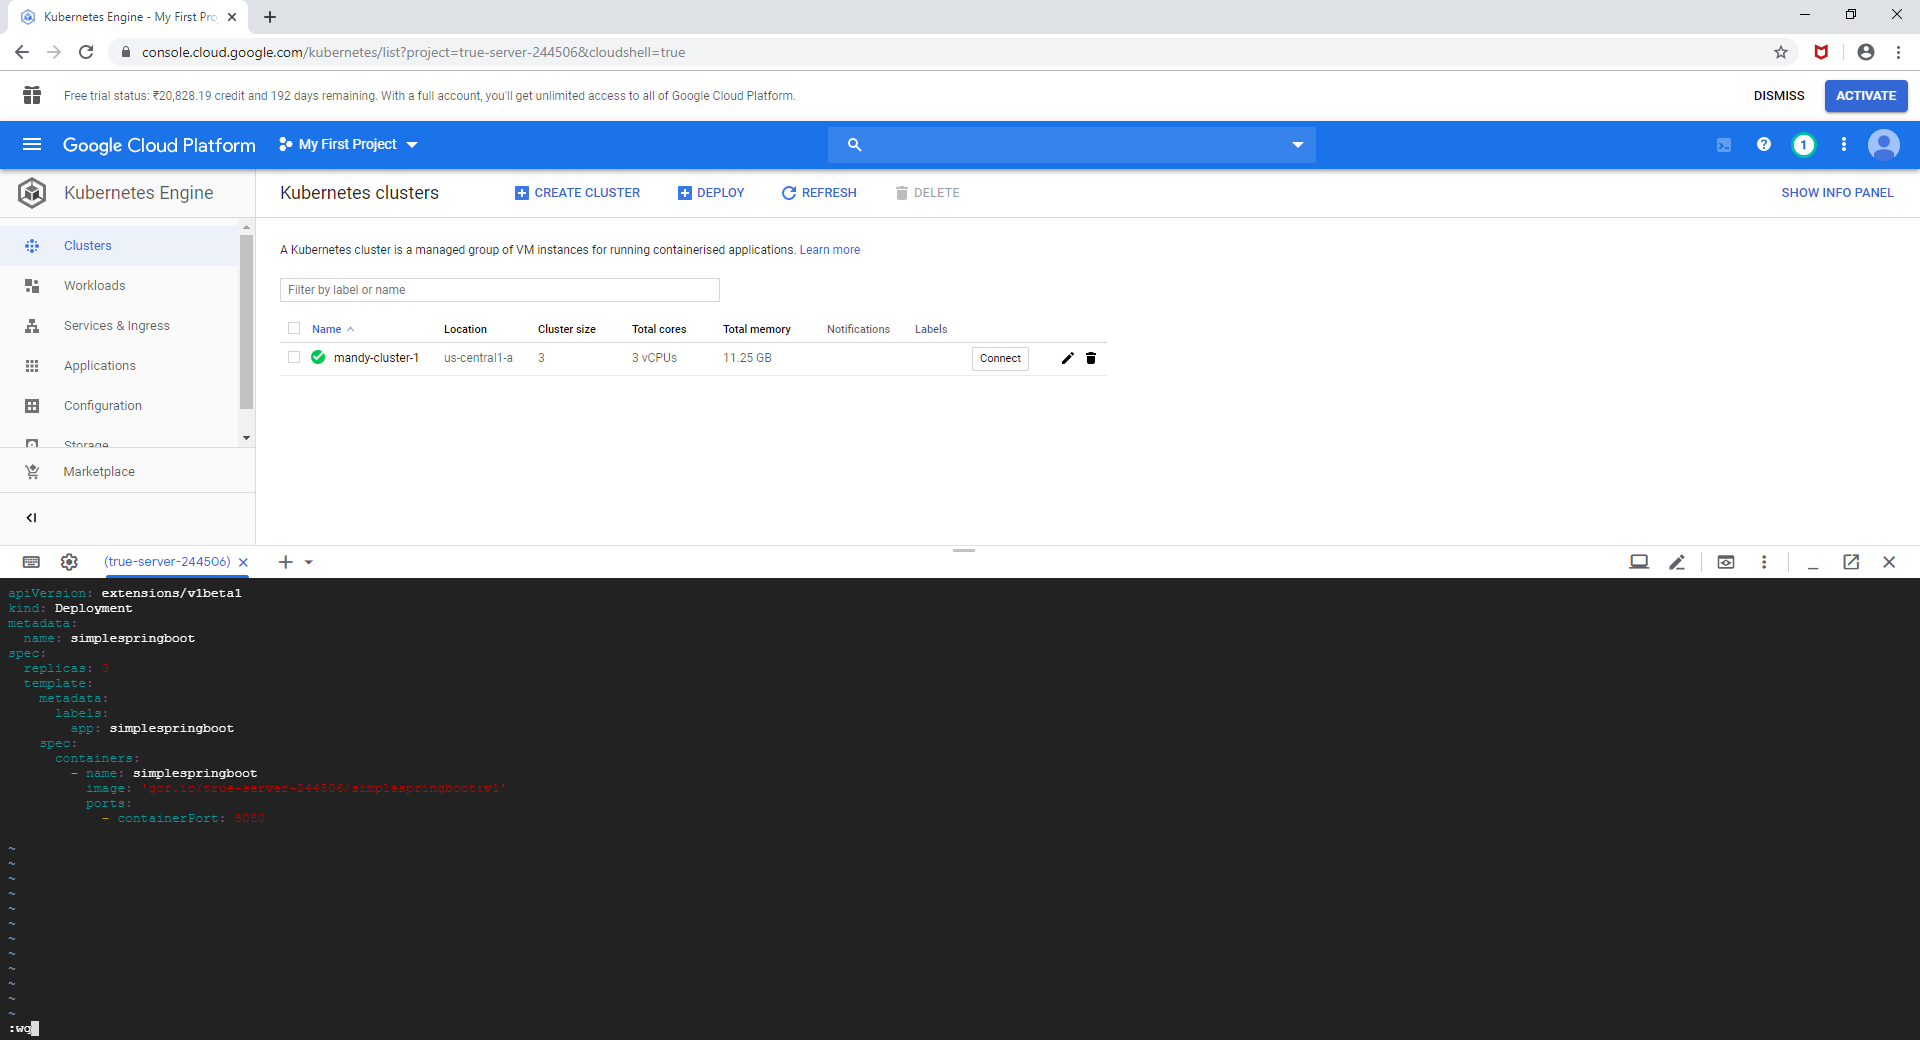 Kubernetes Engine - My First Pro
console.cloud.google.com/kubernetes/list?project=true-server-244506&cloudshell=true
Free trial status: ₹20,828.19 credit and 192 days remaining. With a full account, you'll get unlimited access to all of Google Cloud Platform.
DISMISS
ACTIVATE
Google Cloud Platform
My First Project
1
Kubernetes Engine
Kubernetes clusters
CREATE CLUSTER
DEPLOY
REFRESH
DELETE
SHOW INFO PANEL
Clusters
Workloads
Services & Ingress
Applications
Configuration
Storage
Marketplace
A Kubernetes cluster is a managed group of VM instances for running containerised applications. Learn more
Filter by label or name
Name Location Cluster size Total cores Total memory Notifications Labels
mandy-cluster-1 us-central1-a 3 3 vCPUs 11.25 GB Connect
(true-server-244506)
apiVersion: extensions/v1beta1
kind: Deployment
metadata:
  name: simplespringboot
spec:
  replicas: 3
  template:
    metadata:
      labels:
        app: simplespringboot
    spec:
      containers:
        - name: simplespringboot
          image: 'gcr.io/true-server-244506/simplespringboot:v1'
          ports:
            - containerPort: 8080
~
~
~
~
~
~
~
~
~
~
~
~
:wq